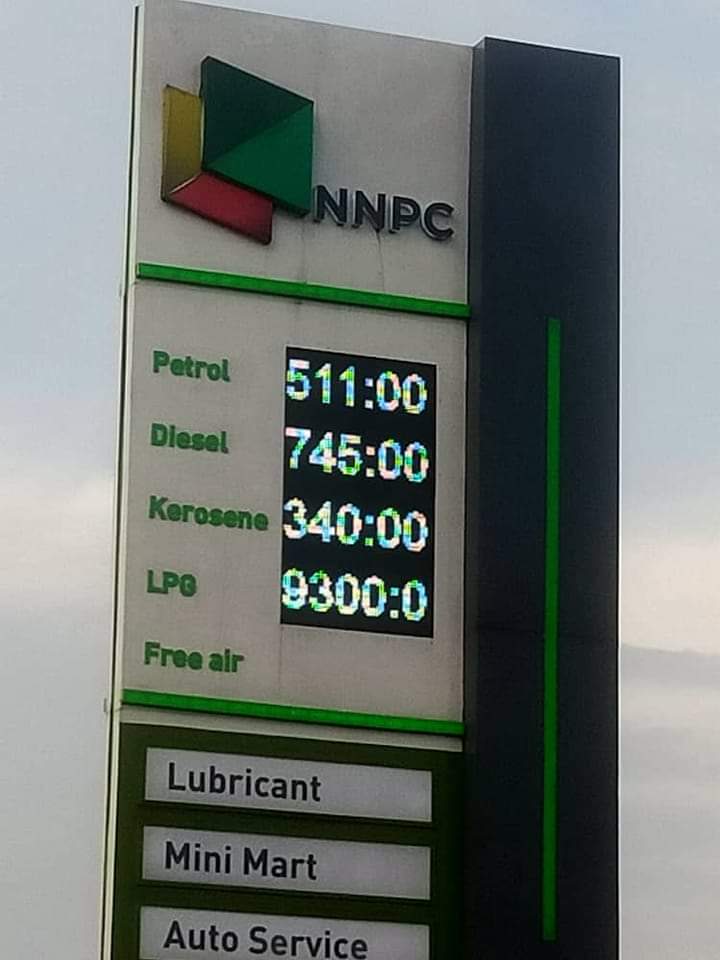 NNPC
Petrol 511:00
Diesel 745:00
Kerosene 340:00
LPG 9300:0
Free air
Lubricant
Mini Mart
Auto Service